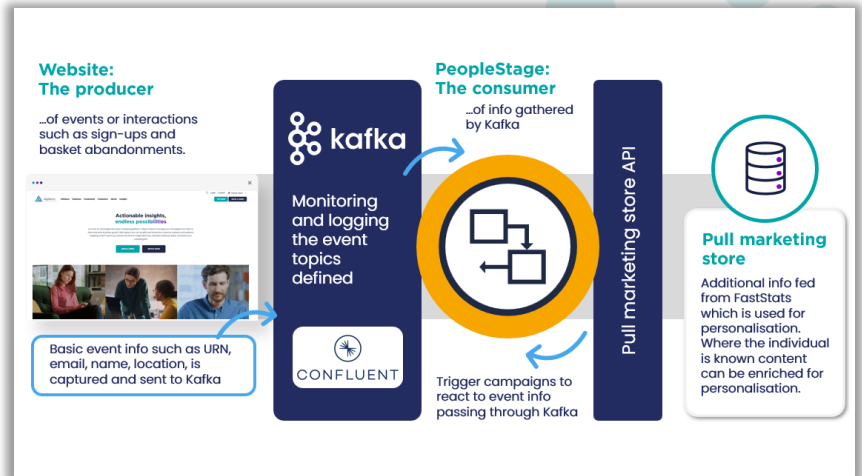 Website:
The producer
...of events or interactions
such as sign-ups and
basket abandonments.
Actionable insights,
endless possibilities
Basic event info such as URN,
email, name, location, is
captured and sent to Kafka
kafka
Monitoring
and logging
the event
topics
defined
CONFLUENT
PeopleStage:
The consumer
...of info gathered
by Kafka
Trigger campaigns to
react to event info
passing through Kafka
Pull marketing store API
Pull marketing
store
Additional info fed
from FastStats
which is used for
personalisation.
Where the individual
is known content
can be enriched for
personalisation.